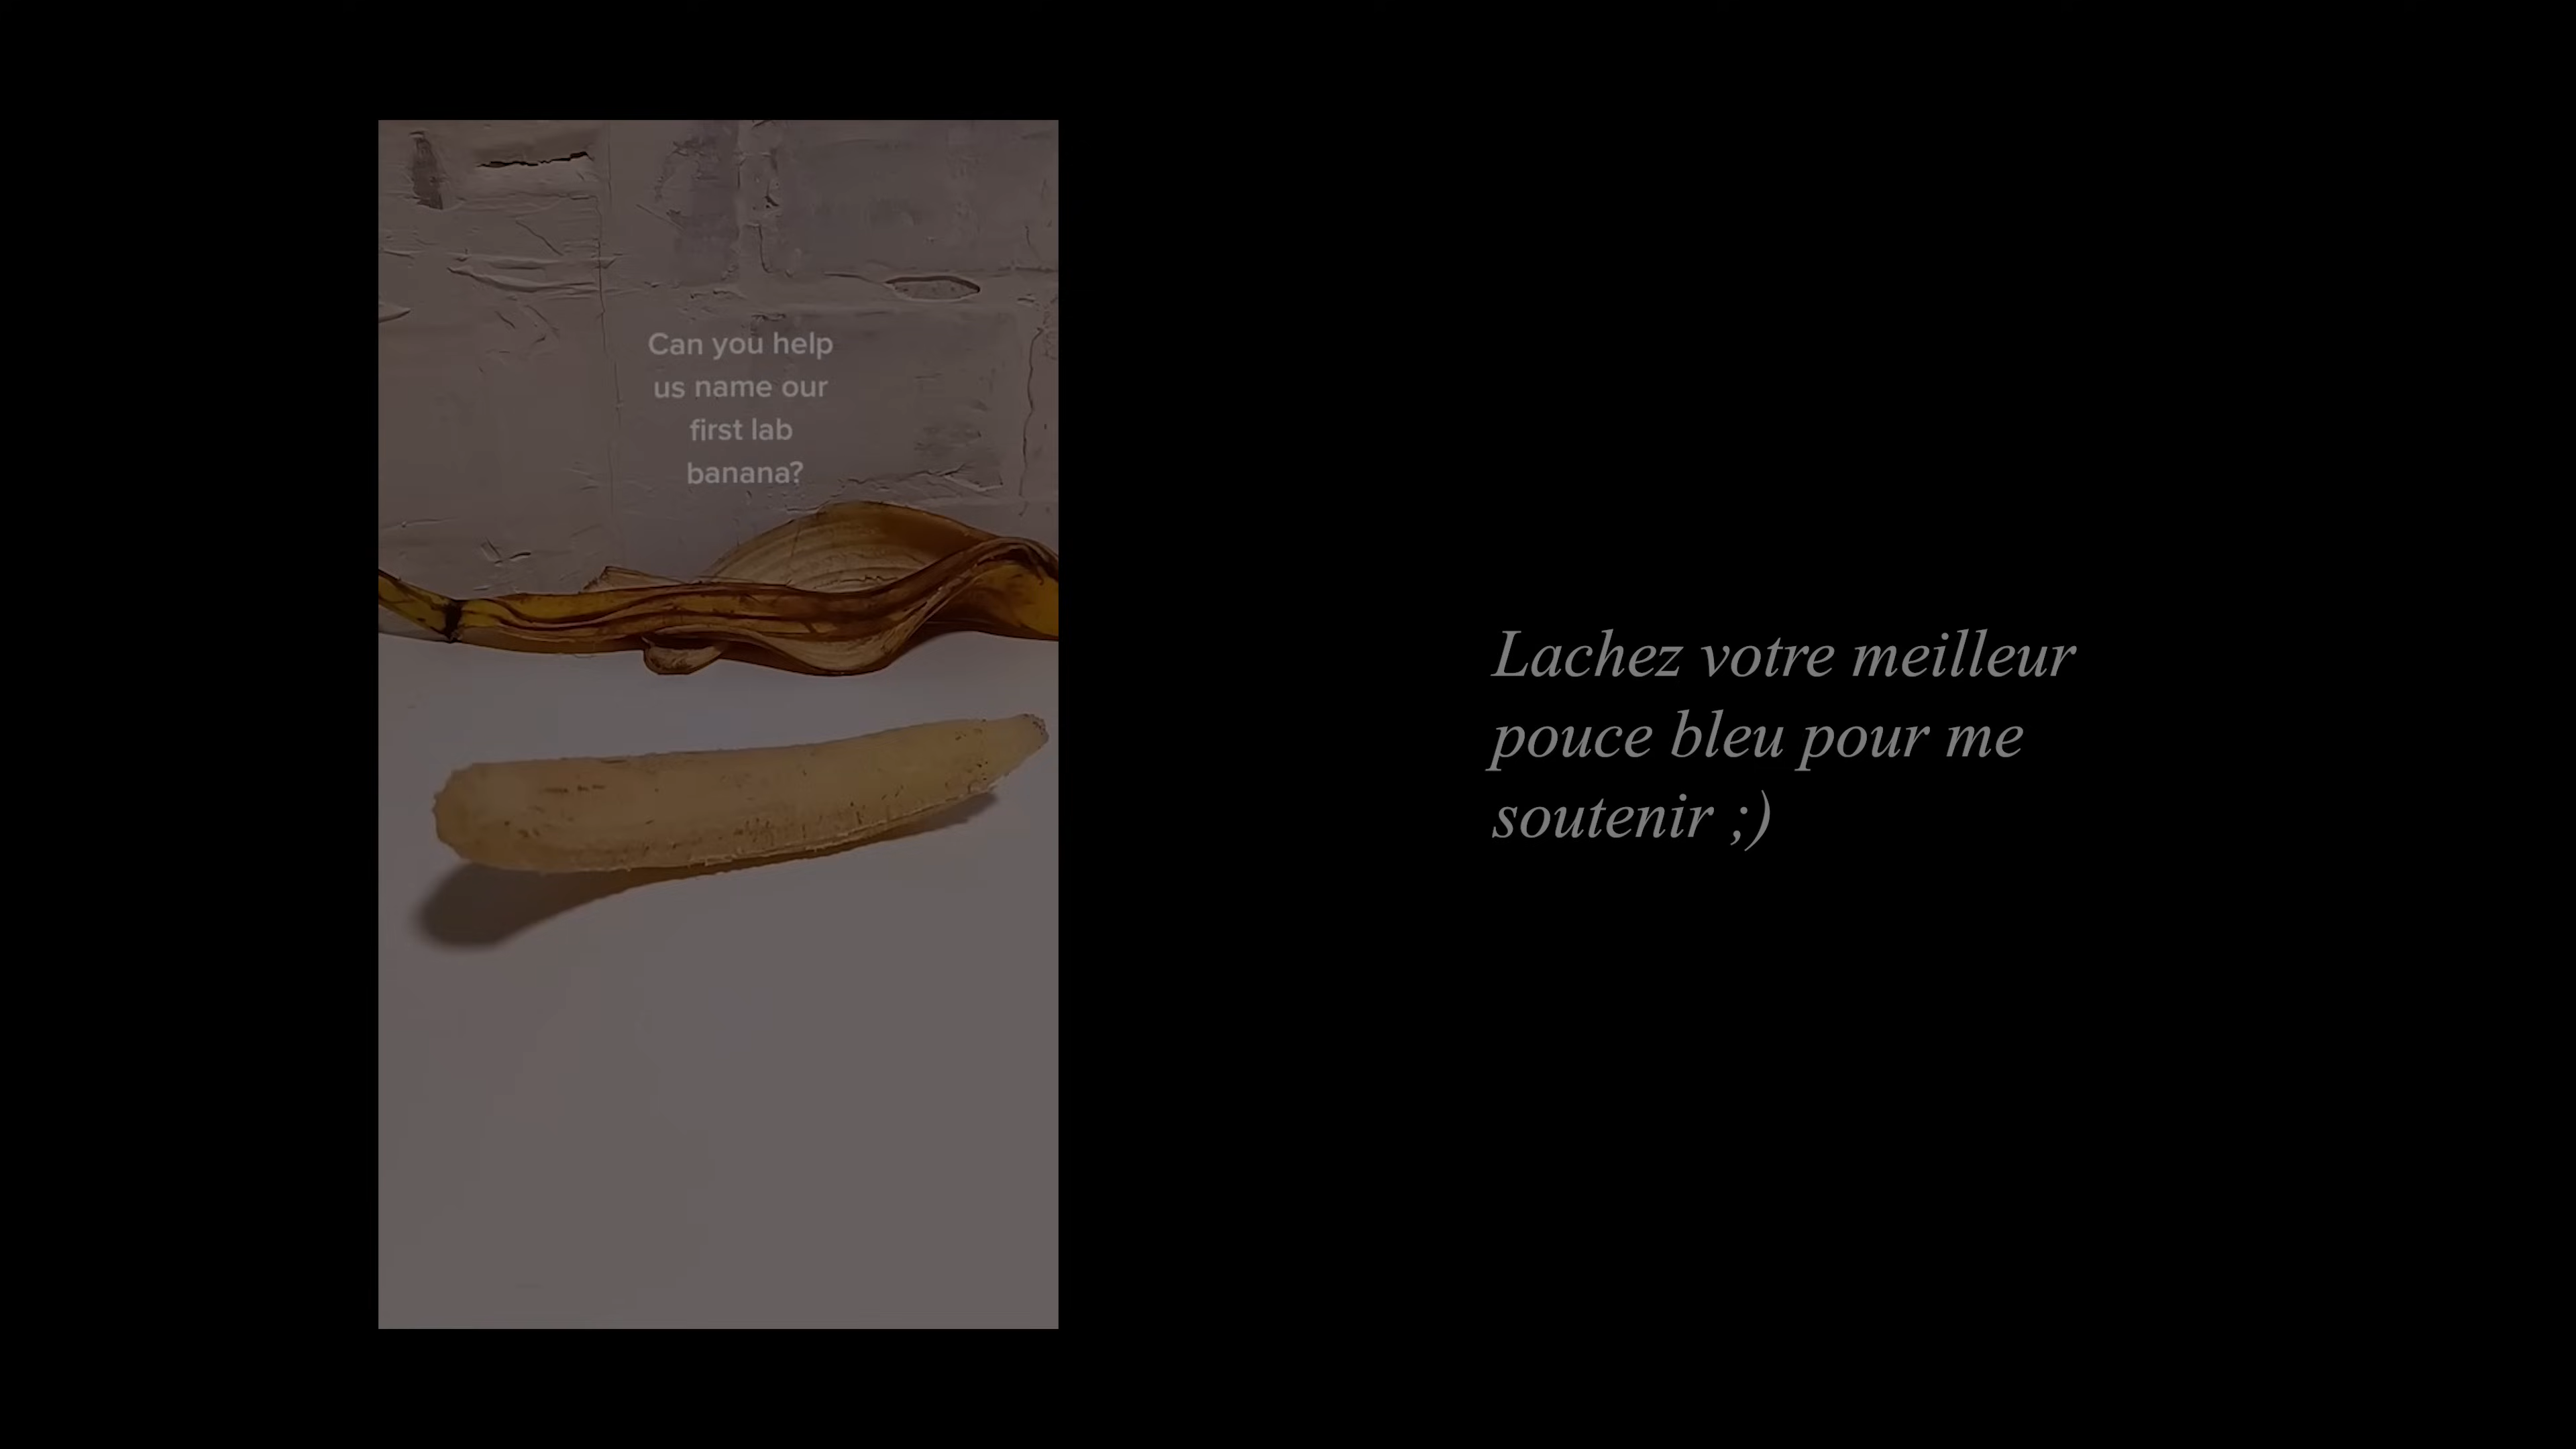 Can you help
us name our
first lab
banana?
Lachez votre meilleur
pouce bleu pour me
soutenir ;)